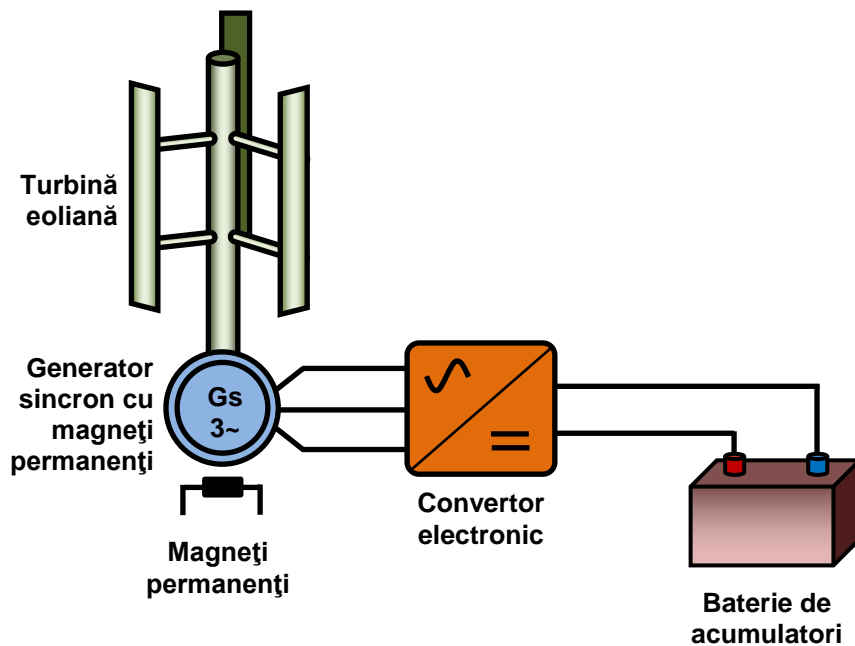 Turbină
eoliană
Generator
sincron cu
magneţi
permanenţi
Gs
3~
Magneţi
permanenţi
Convertor
electronic
Baterie de
acumulatori